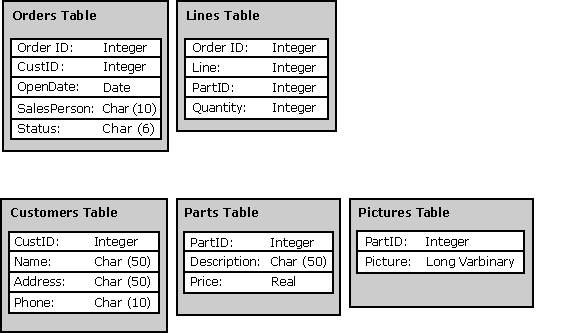 Orders Table
Order ID: Integer
CustID: Integer
OpenDate: Date
SalesPerson: Char (10)
Status: Char (6)
Lines Table
Order ID: Integer
Line: Integer
PartID: Integer
Quantity: Integer
Customers Table
CustID: Integer
Name: Char (50)
Address: Char (50)
Phone: Char (10)
Parts Table
PartID: Integer
Description: Char (50)
Price: Real
Pictures Table
PartID: Integer
Picture: Long Varbinary